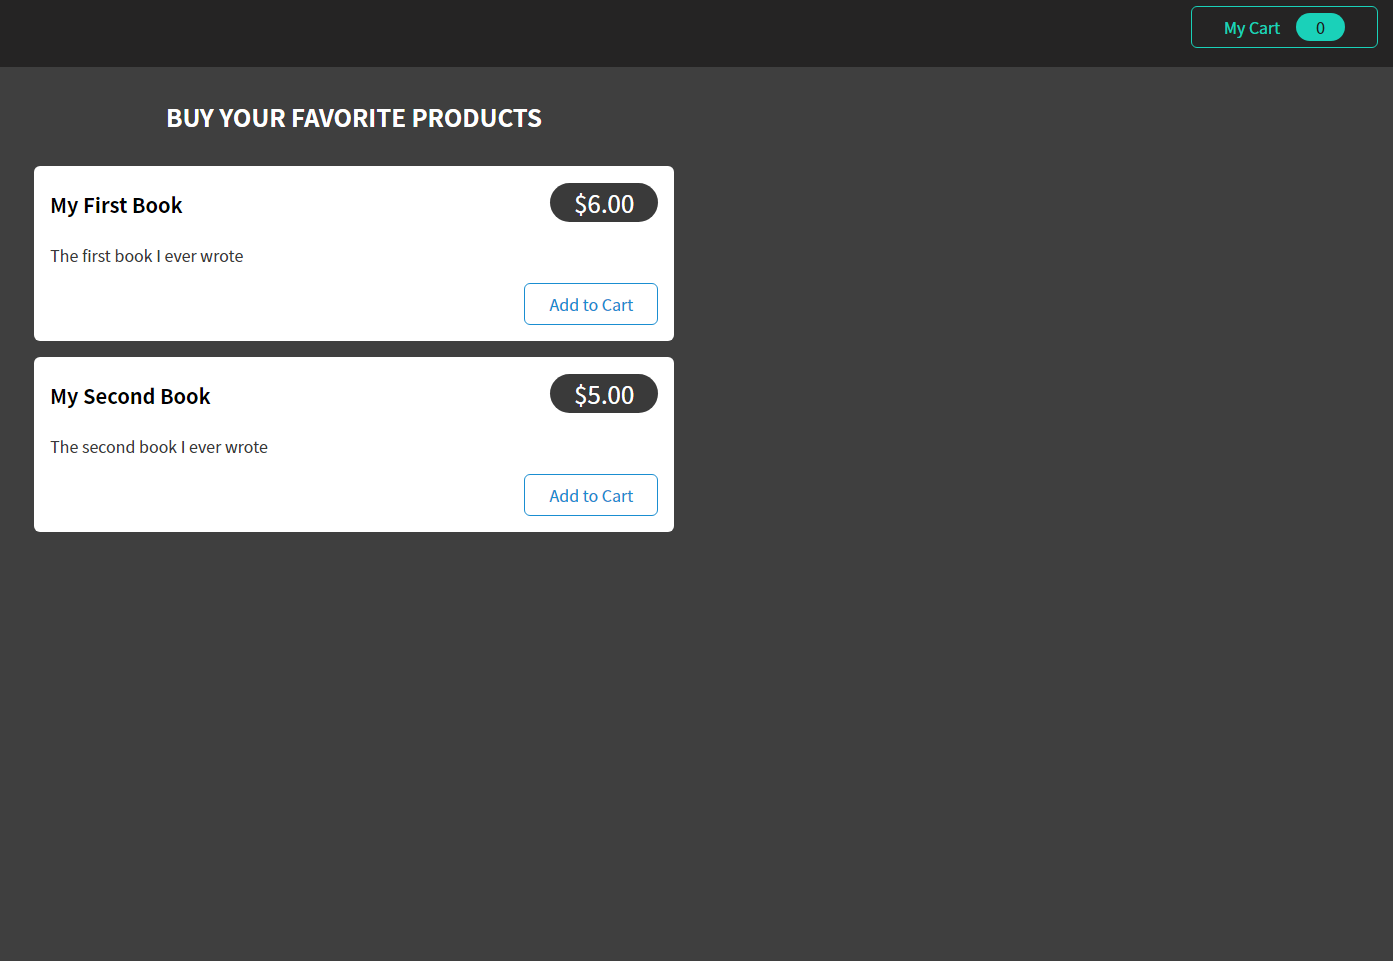 My Cart 0
BUY YOUR FAVORITE PRODUCTS
My First Book $6.00
The first book I ever wrote
Add to Cart
My Second Book $5.00
The second book I ever wrote
Add to Cart